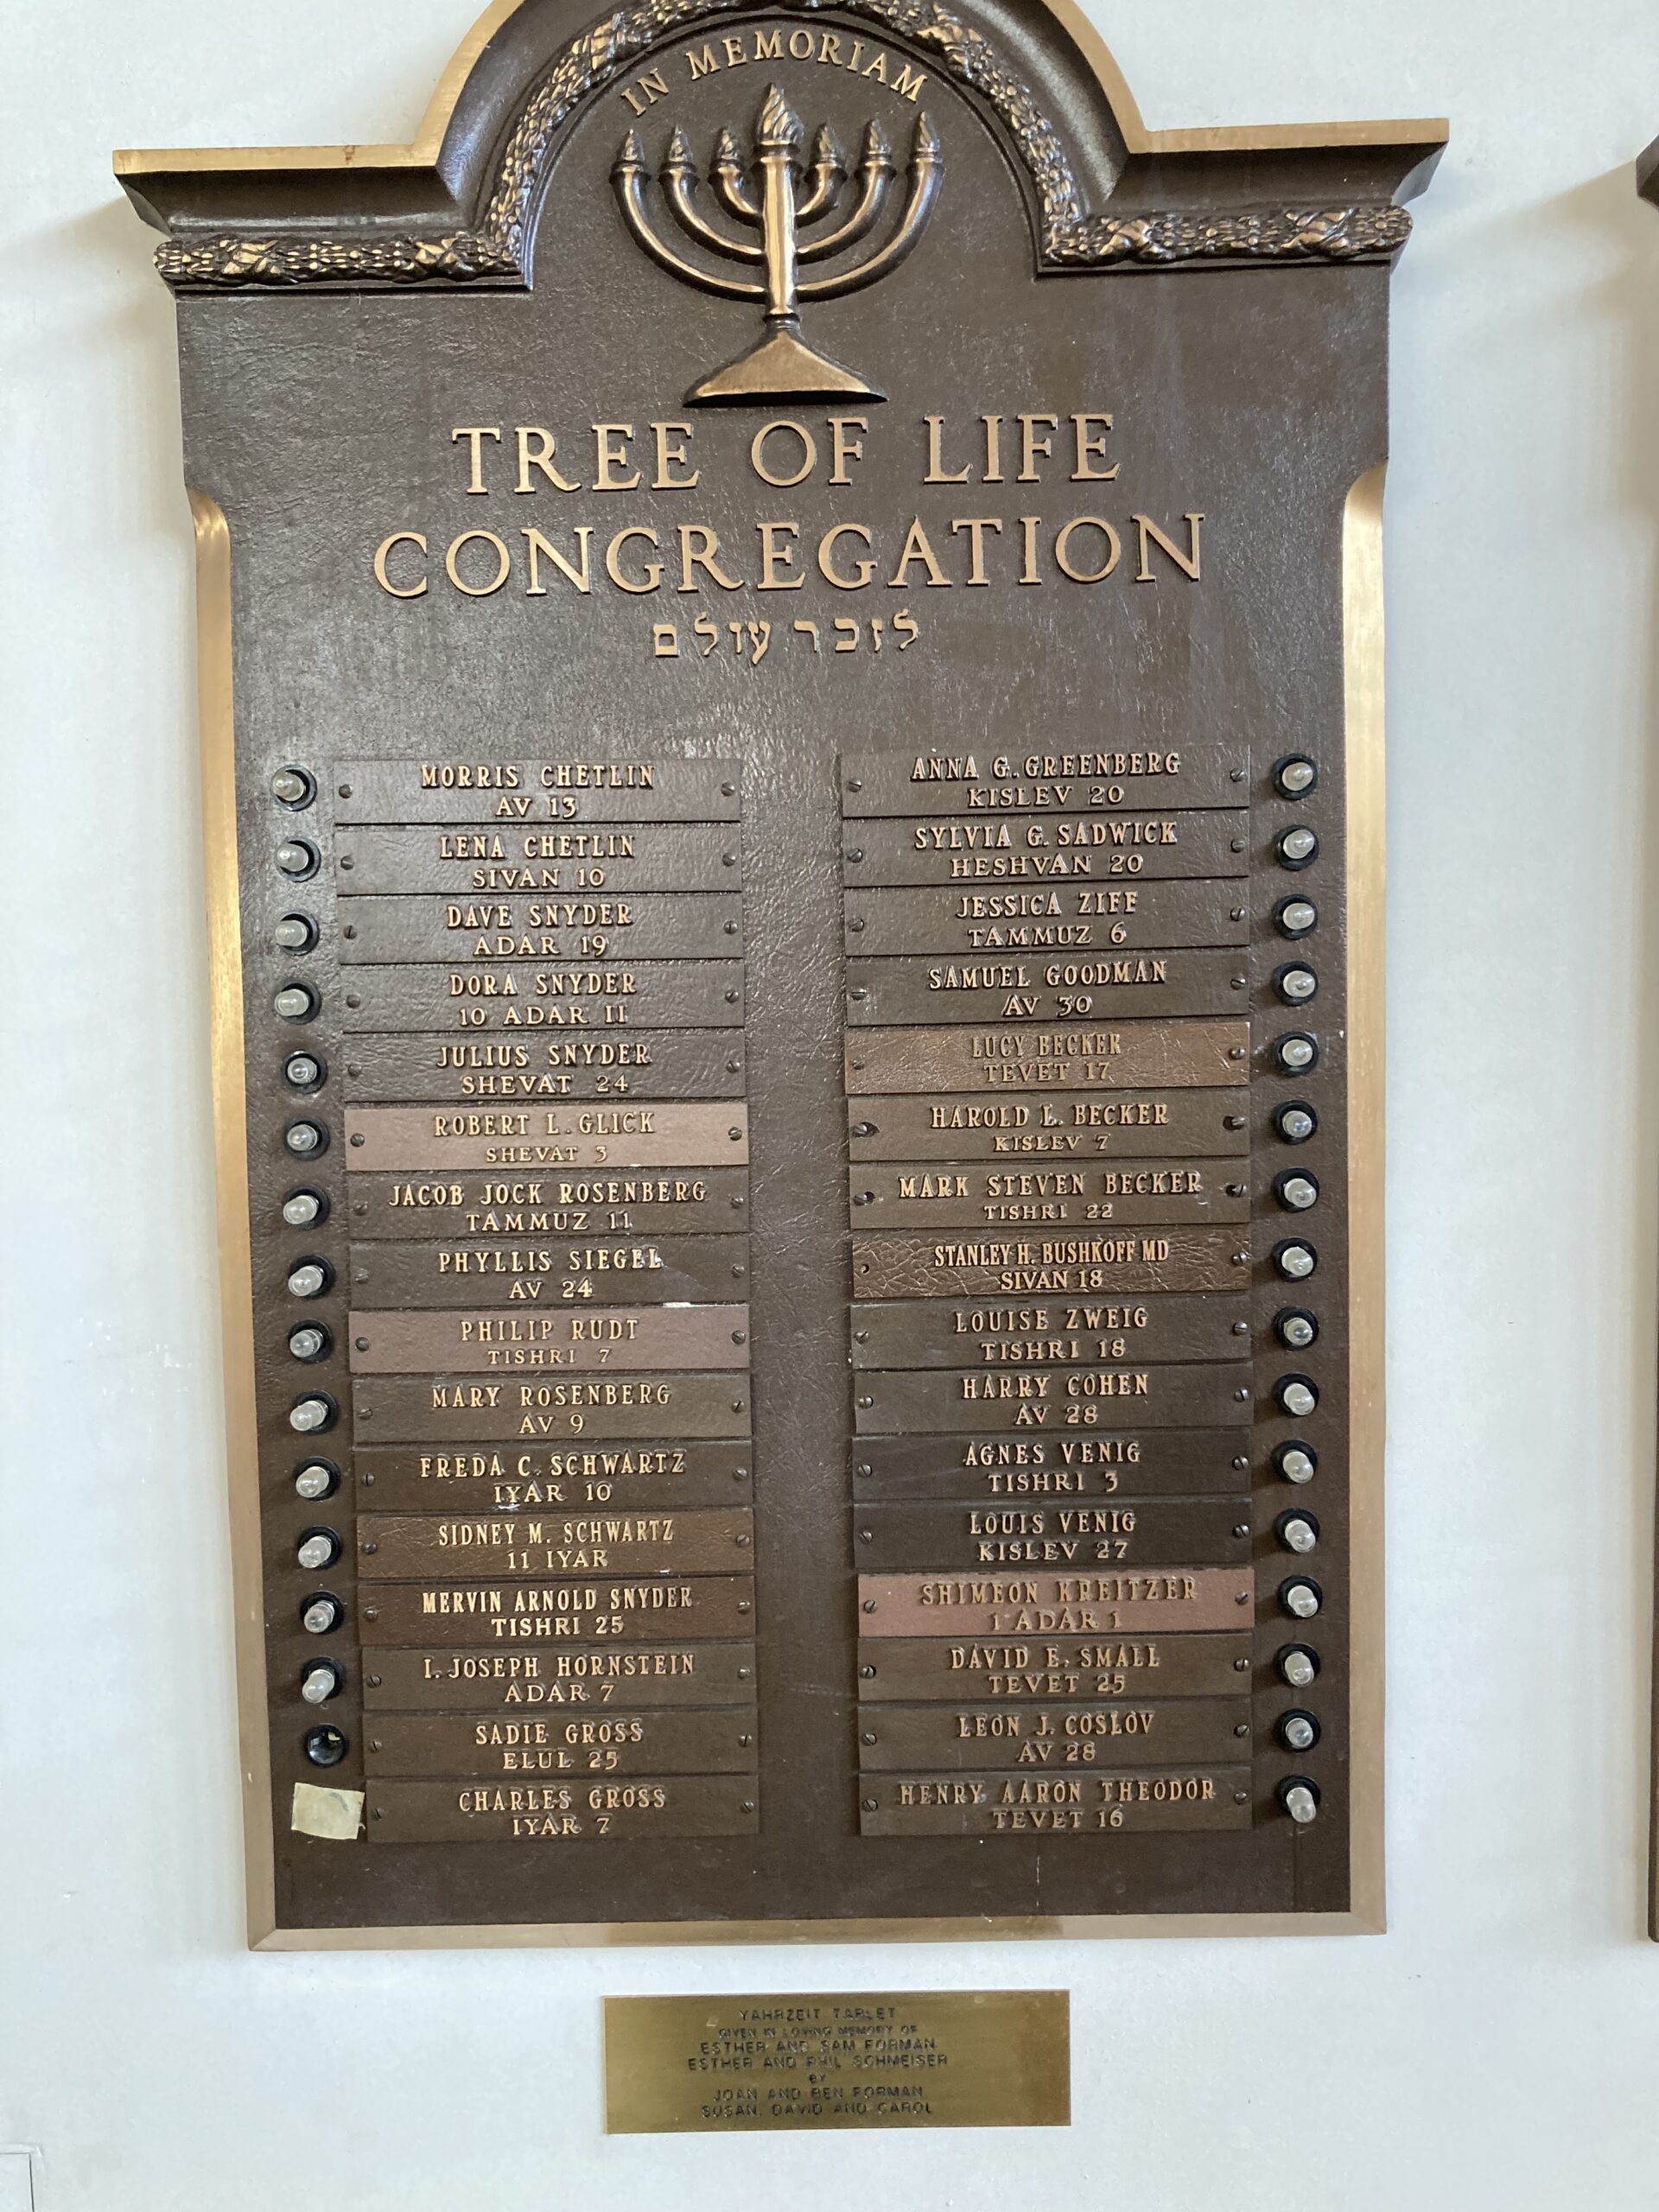 IN MEMORIAM
TREE OF LIFE
CONGREGATION
לזכר עולם
MORRIS CHETLIN
AV 13
LENA CHETLIN
SIVAN 10
DAVE SNYDER
ADAR 19
DORA SNYDER
10 ADAR II
JULIUS SNYDER
SHEVAT 24
ROBERT L. GLICK
SHEVAT 3
JACOB JOCK ROSENBERG
TAMMUZ 11
PHYLLIS SIEGEL
AV 24
PHILIP RUDT
TISHRI 7
MARY ROSENBERG
AV 9
FREDA C. SCHWARTZ
IYAR 10
SIDNEY M. SCHWARTZ
11 IYAR
MERVIN ARNOLD SNYDER
TISHRI 25
I. JOSEPH HORNSTEIN
ADAR 7
SADIE GROSS
ELUL 25
CHARLES GROSS
IYAR 7
ANNA G. GREENBERG
KISLEV 20
SYLVIA G. SADWICK
HESHVAN 20
JESSICA ZIFF
TAMMUZ 6
SAMUEL GOODMAN
AV 30
LUCY BECKER
TEVET 17
HAROLD L. BECKER
KISLEV 7
MARK STEVEN BECKER
TISHRI 22
STANLEY H. BUSHKOFF MD
SIVAN 18
LOUISE ZWEIG
TISHRI 18
HARRY COHEN
AV 28
AGNES VENIG
TISHRI 3
LOUIS VENIG
KISLEV 27
SHIMEON KREITZER
1 ADAR 1
DAVID E. SMALL
TEVET 25
LEON J. COSLOV
AV 28
HENRY AARON THEODOR
TEVET 16
YAHRZEIT TABLET
GIVEN IN LOVING MEMORY OF
ESTHER AND SAM FORMAN
ESTHER AND PHIL SCHMEISER
BY
JOAN AND BEN FORMAN
SUSAN, DAVID AND CAROL